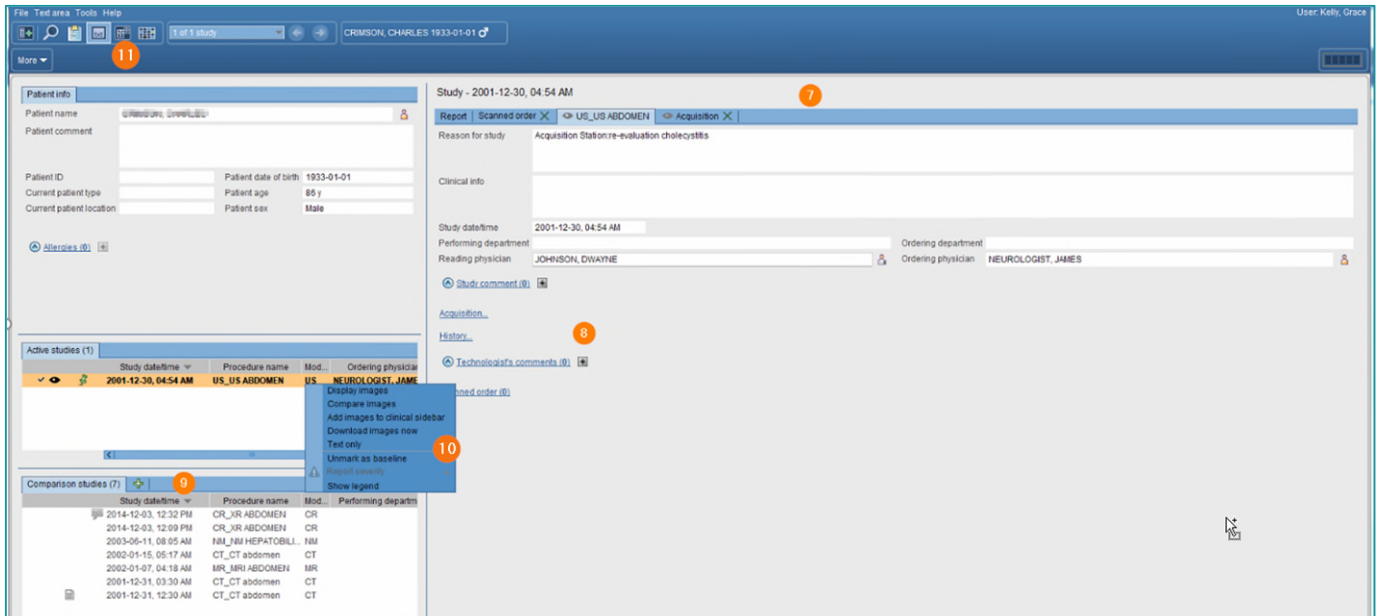 File Text area Tools Help
User: Kelly, Grace
1 of 1 study
CRIMSON, CHARLES 1933-01-01
11
More
Patient info
Patient name
Patient comment
Patient ID
Patient date of birth 1933-01-01
Current patient type
Patient age 86 y
Current patient location
Patient sex Male
Allergies (0)
Active studies (1)
Study date/time Procedure name Mod... Ordering physician
2001-12-30, 04:54 AM US_US ABDOMEN US NEUROLOGIST, JAME
Display images
Compare images
Add images to clinical sidebar
Download images now
Text only
10
Unmark as baseline
Report severity
Show legend
Comparison studies (7)
9
Study date/time Procedure name Mod... Performing departm
2014-12-03, 12:32 PM CR_XR ABDOMEN CR
2014-12-03, 12:09 PM CR_XR ABDOMEN CR
2003-06-11, 08:05 AM NM_NM HEPATOBILI... NM
2002-01-15, 05:17 AM CT_CT abdomen CT
2002-01-07, 04:18 AM MR_MRI ABDOMEN MR
2001-12-31, 03:30 AM CT_CT abdomen CT
2001-12-31, 12:30 AM CT_CT abdomen CT
Study - 2001-12-30, 04:54 AM
7
Report Scanned order US_US ABDOMEN Acquisition
Reason for study Acquisition Station:re-evaluation cholecystitis
Clinical info
Study date/time 2001-12-30, 04:54 AM
Performing department Ordering department
Reading physician JOHNSON, DWAYNE Ordering physician NEUROLOGIST, JAMES
Study comment (0)
Acquisition...
History...
8
Technologist's comments (0)
nned order (0)